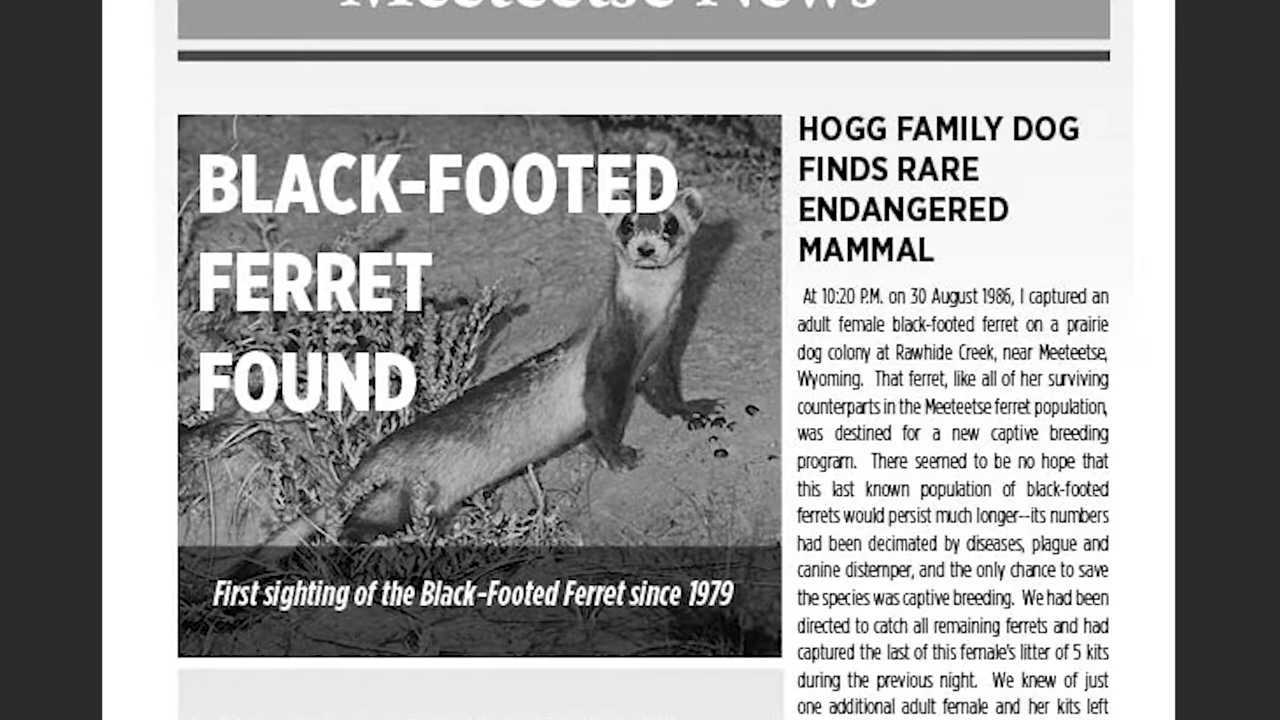 Meeteetse News
BLACK-FOOTED
FERRET
FOUND
First sighting of the Black-Footed Ferret since 1979
HOGG FAMILY DOG
FINDS RARE
ENDANGERED
MAMMAL
At 10:20 P.M. on 30 August 1986, I captured an
adult female black-footed ferret on a prairie
dog colony at Rawhide Creek, near Meeteetse,
Wyoming. That ferret, like all of her surviving
counterparts in the Meeteetse ferret population,
was destined for a new captive breeding
program. There seemed to be no hope that
this last known population of black-footed
ferrets would persist much longer--its numbers
had been decimated by diseases, plague and
canine distemper, and the only chance to save
the species was captive breeding. We had been
directed to catch all remaining ferrets and had
captured the last of this female's litter of 5 kits
during the previous night. We knew of just
one additional adult female and her kits left